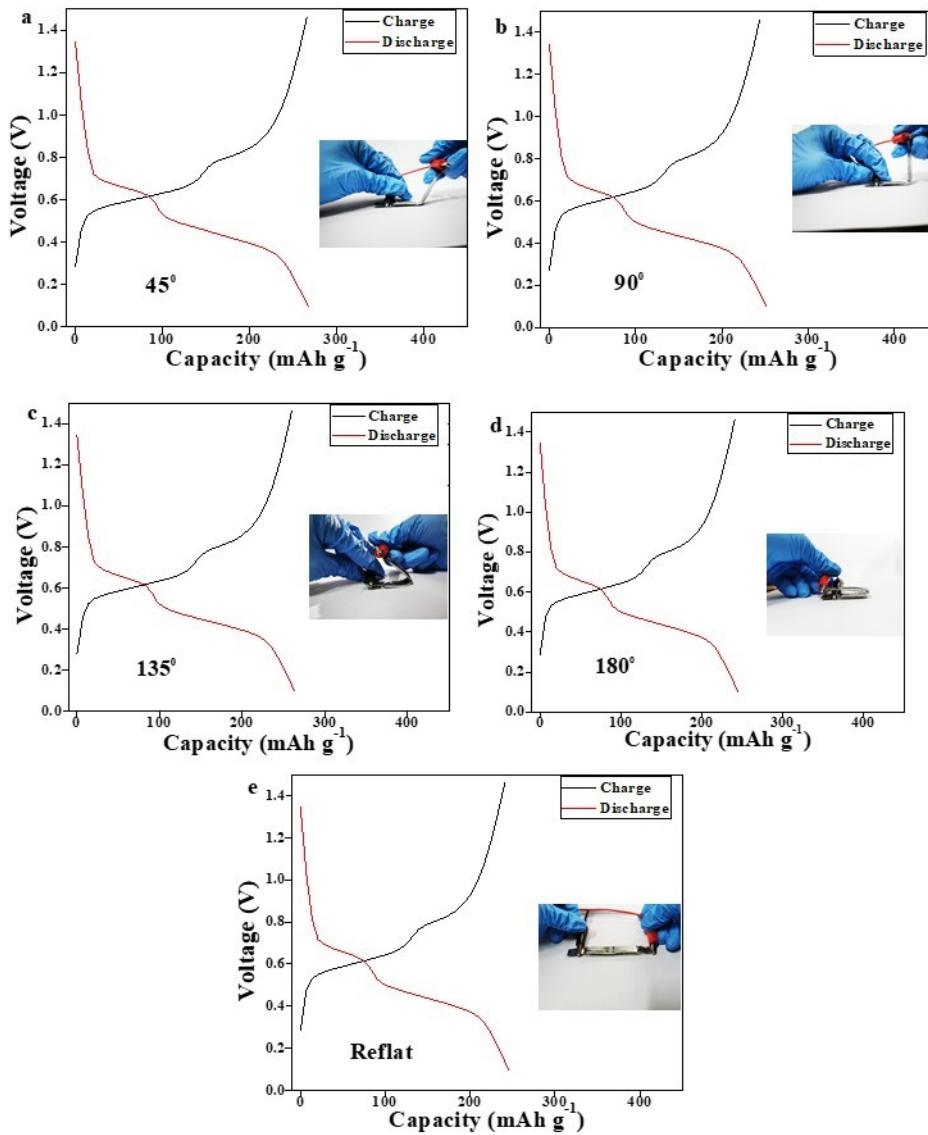 a
Charge
Discharge
1.4
1.2
1.0
0.8
0.6
0.4
0.2
0.0
Voltage (V)
45⁰
0
100
200
300
400
Capacity (mAh g⁻¹)
b
Charge
Discharge
1.4
1.2
1.0
0.8
0.6
0.4
0.2
0.0
Voltage (V)
90⁰
0
100
200
300
400
Capacity (mAh g⁻¹)
c
Charge
Discharge
1.4
1.2
1.0
0.8
0.6
0.4
0.2
0.0
Voltage (V)
135⁰
0
100
200
300
400
Capacity (mAh g⁻¹)
d
Charge
Discharge
1.4
1.2
1.0
0.8
0.6
0.4
0.2
0.0
Voltage (V)
180⁰
0
100
200
300
400
Capacity (mAh g⁻¹)
e
Charge
Discharge
1.4
1.2
1.0
0.8
0.6
0.4
0.2
0.0
Voltage (V)
Reflat
0
100
200
300
400
Capacity (mAh g⁻¹)